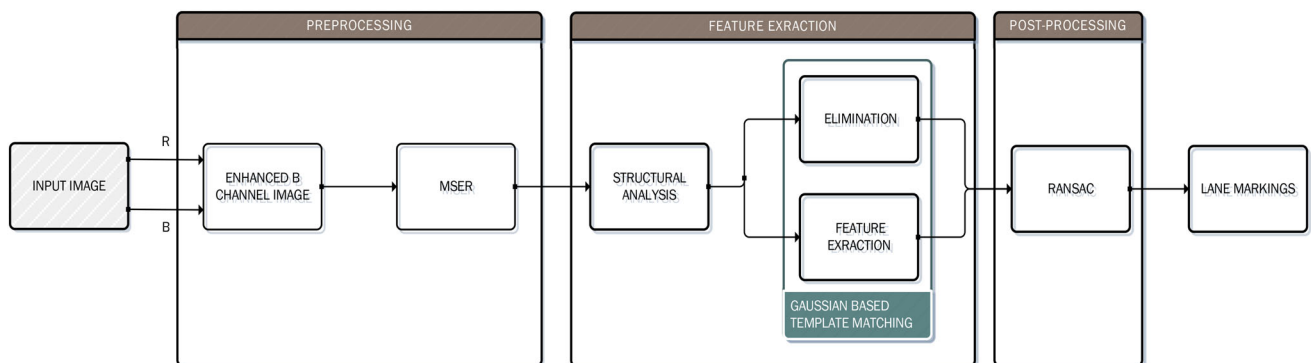 PREPROCESSING
FEATURE EXRACTION
POST-PROCESSING
INPUT IMAGE
R
B
ENHANCED B
CHANNEL IMAGE
MSER
STRUCTURAL
ANALYSIS
ELIMINATION
FEATURE
EXRACTION
GAUSSIAN BASED
TEMPLATE MATCHING
RANSAC
LANE MARKINGS